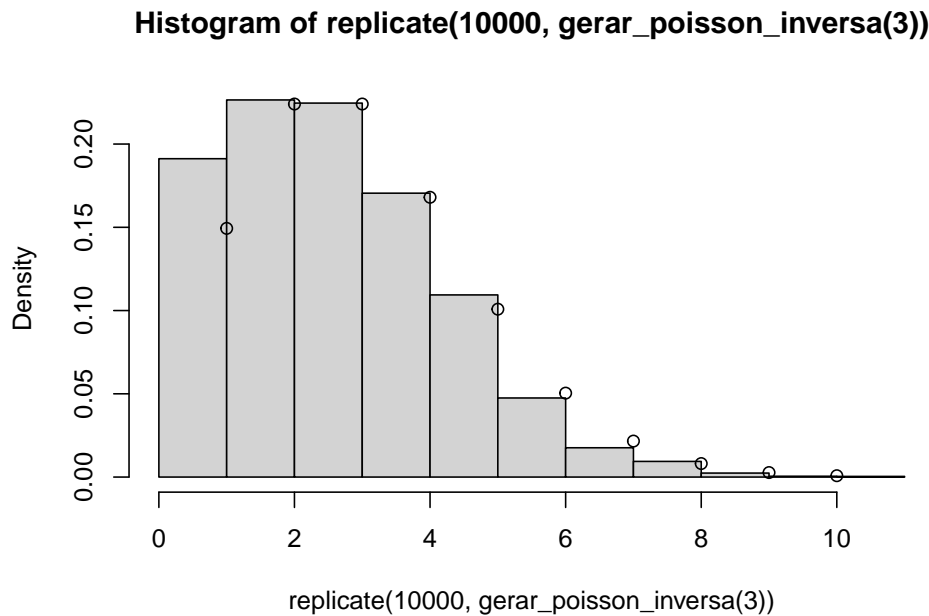 Histogram of replicate(10000, gerar_poisson_inversa(3))
Density
0.20
0.15
0.10
0.05
0.00
0 2 4 6 8 10
replicate(10000, gerar_poisson_inversa(3))